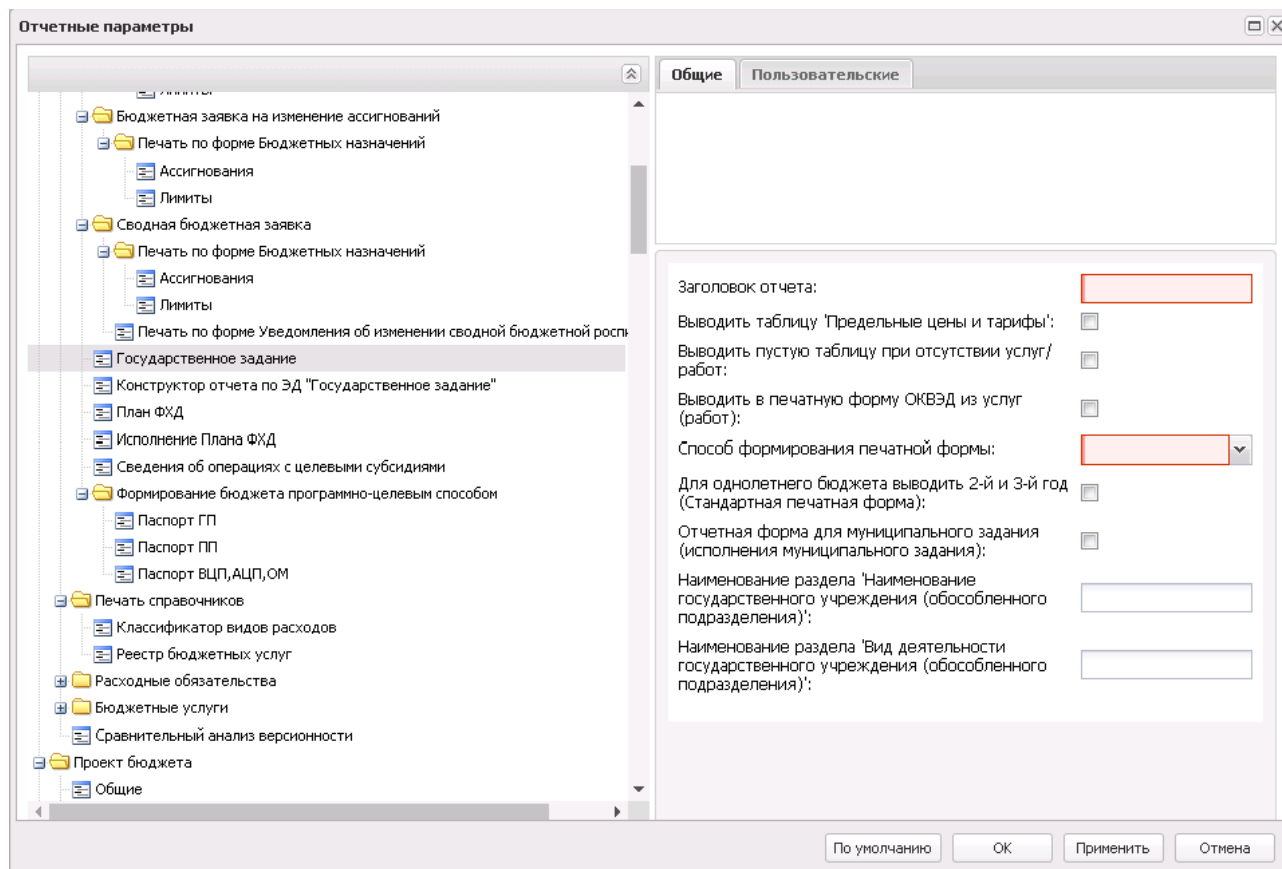 Отчетные параметры
Лимиты
Бюджетная заявка на изменение ассигнований
Печать по форме Бюджетных назначений
Ассигнования
Лимиты
Сводная бюджетная заявка
Печать по форме Бюджетных назначений
Ассигнования
Лимиты
Печать по форме Уведомления об изменении сводной бюджетной роспи
Государственное задание
Конструктор отчета по ЭД "Государственное задание"
План ФХД
Исполнение Плана ФХД
Сведения об операциях с целевыми субсидиями
Формирование бюджета программно-целевым способом
Паспорт ГП
Паспорт ПП
Паспорт ВЦП,АЦП,ОМ
Печать справочников
Классификатор видов расходов
Реестр бюджетных услуг
Расходные обязательства
Бюджетные услуги
Сравнительный анализ версионности
Проект бюджета
Общие
Общие
Пользовательские
Заголовок отчета:
Выводить таблицу 'Предельные цены и тарифы':
Выводить пустую таблицу при отсутствии услуг/
работ:
Выводить в печатную форму ОКВЭД из услуг
(работ):
Способ формирования печатной формы:
Для однолетнего бюджета выводить 2-й и 3-й год
(Стандартная печатная форма):
Отчетная форма для муниципального задания
(исполнения муниципального задания):
Наименование раздела 'Наименование
государственного учреждения (обособленного
подразделения)':
Наименование раздела 'Вид деятельности
государственного учреждения (обособленного
подразделения)':
По умолчанию
ОК
Применить
Отмена